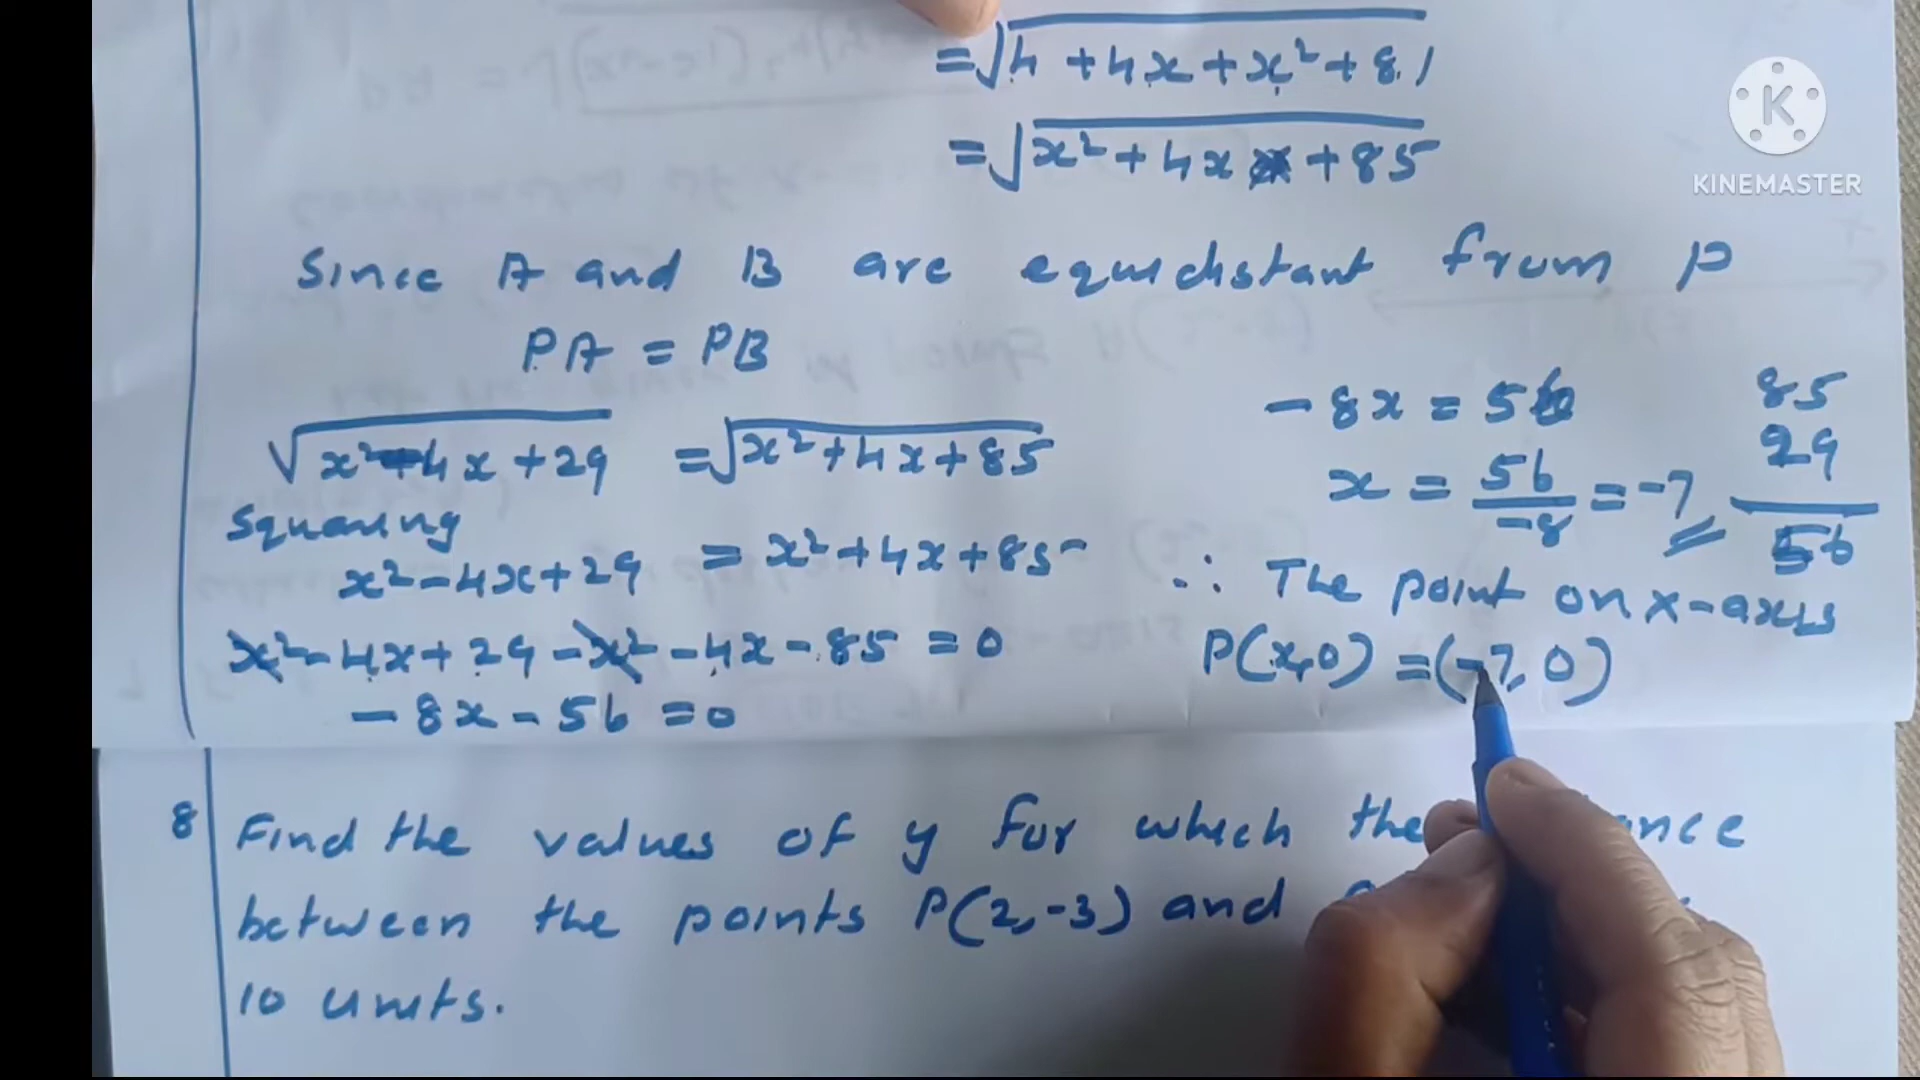 = √4 + 4x + x² + 81
= √x² + 4x + 85
Since A and B are equidistant from P
PA = PB
√x² - 4x + 29 = √x² + 4x + 85
Squaring
x² - 4x + 29 = x² + 4x + 85
x² - 4x + 29 - x² - 4x - 85 = 0
- 8x - 56 = 0
- 8x = 56
x = 56/-8 = -7
85
29
56
∴ The point on x-axis
P(x,0) = (-7, 0)
8 Find the values of y for which the
between the points P(2,-3) and
10 units.
K
KINEMASTER